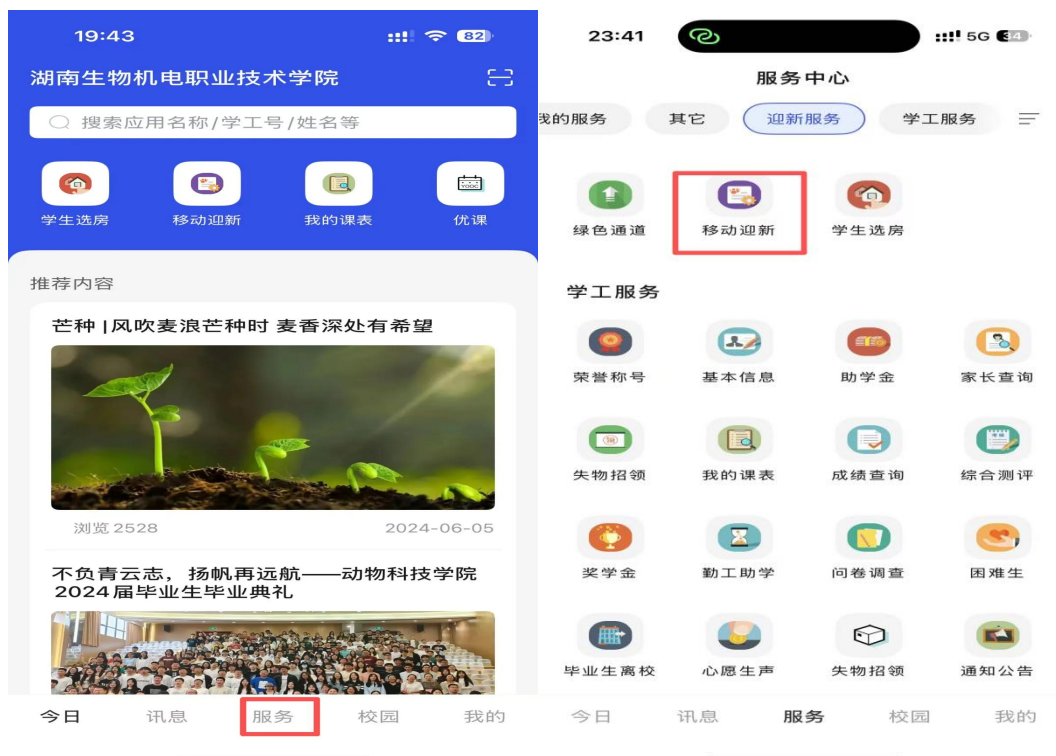 19:43
82
湖南生物机电职业技术学院
搜索应用名称/学工号/姓名等
学生选房
移动迎新
我的课表
YOOC
优课
推荐内容
芒种 |风吹麦浪芒种时 麦香深处有希望
浏览 2528
2024-06-05
不负青云志，扬帆再远航——动物科技学院
2024届毕业生毕业典礼
今日
讯息
服务
校园
我的
23:41
5G
34
服务中心
我的服务
其它
迎新服务
学工服务
绿色通道
移动迎新
学生选房
学工服务
荣誉称号
基本信息
助学金
家长查询
失物招领
我的课表
成绩查询
综合测评
奖学金
勤工助学
问卷调查
困难生
毕业生离校
心愿生声
失物招领
通知公告
今日
讯息
服务
校园
我的